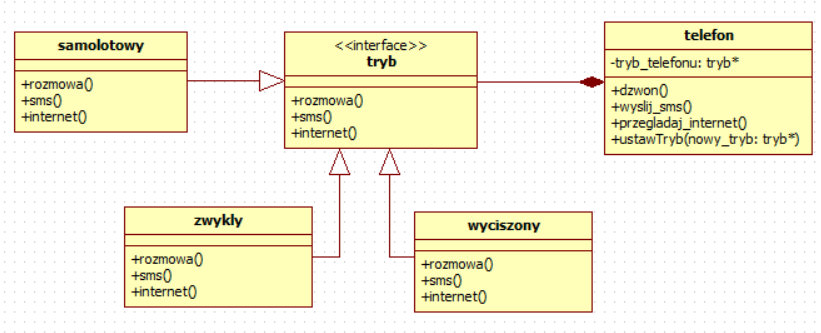 samolotowy
+rozmowa()
+sms()
+internet()
<<interface>>
tryb
+rozmowa()
+sms()
+internet()
telefon
-tryb_telefonu: tryb*
+dzwon()
+wyslij_sms()
+przegladaj_internet()
+ustawTryb(nowy_tryb: tryb*)
zwykly
+rozmowa()
+sms()
+internet()
wyciszony
+rozmowa()
+sms()
+internet()